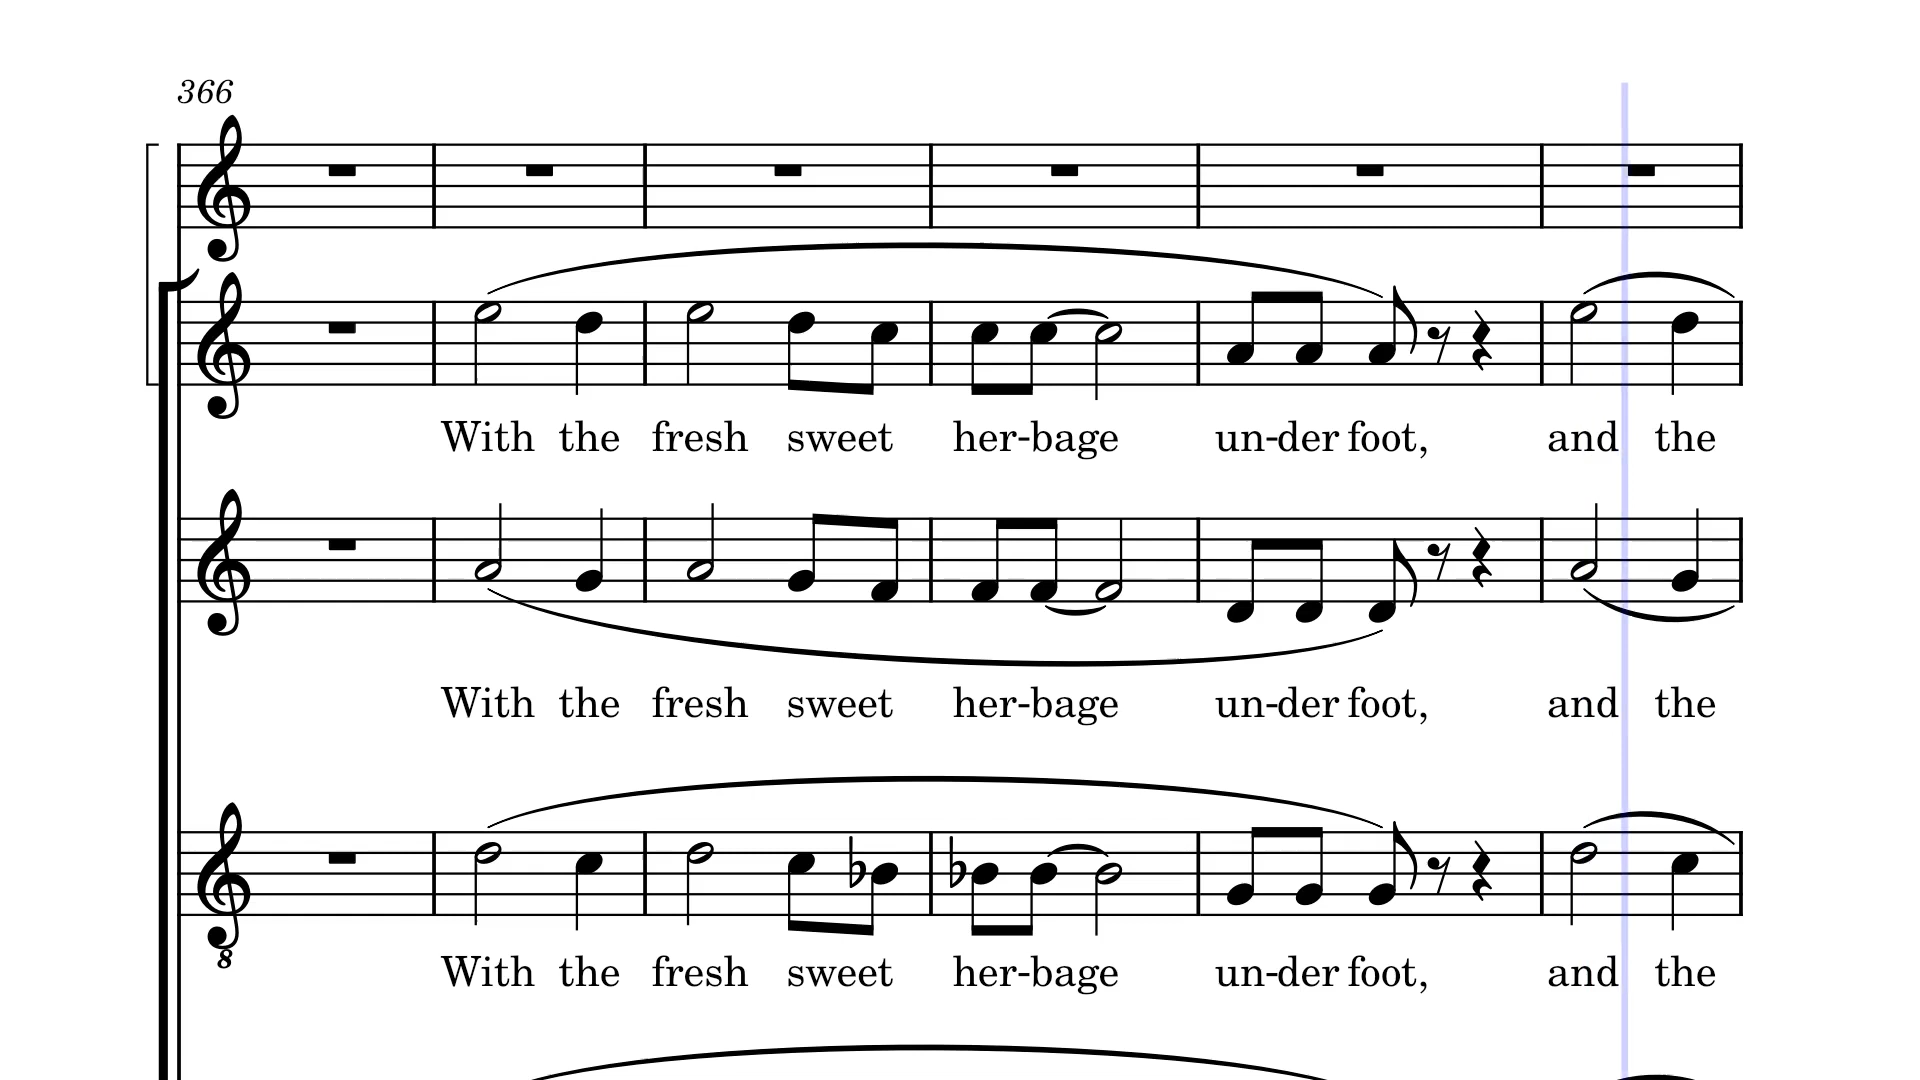 366
With the fresh sweet her-bage un-der foot, and the
With the fresh sweet her-bage un-der foot, and the
8
With the fresh sweet her-bage un-der foot, and the